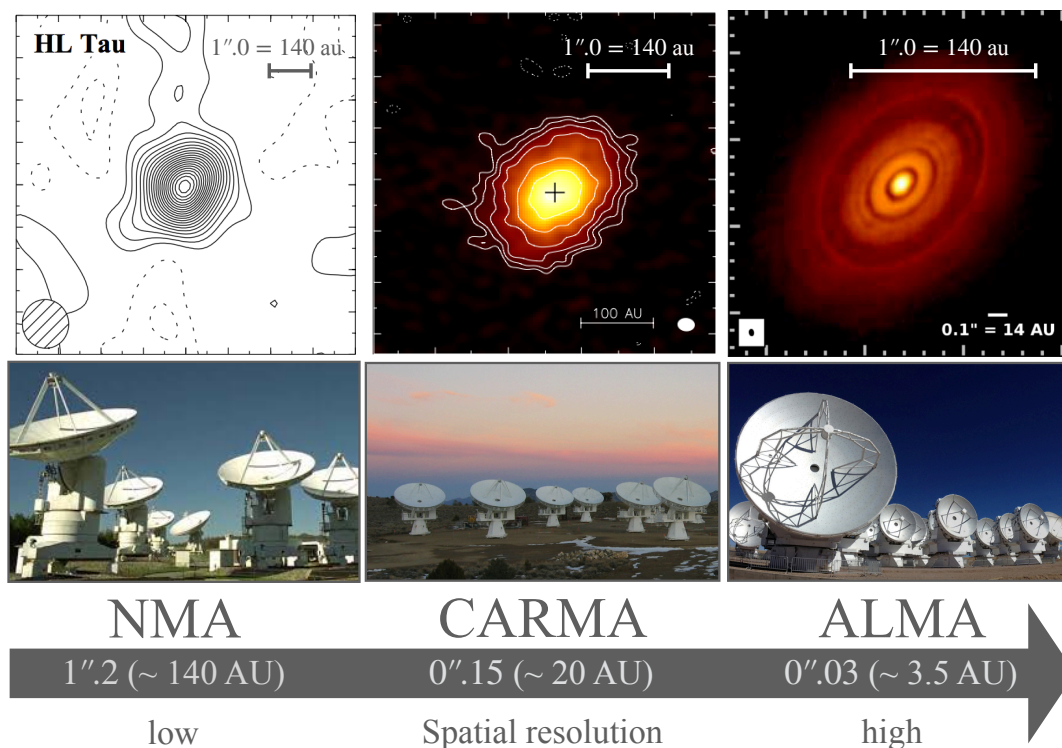 HL Tau
1″.0 = 140 au
1″.0 = 140 au
100 AU
1″.0 = 140 au
0.1" = 14 AU
NMA
CARMA
ALMA
1″.2 (~ 140 AU)
0″.15 (~ 20 AU)
0″.03 (~ 3.5 AU)
low
Spatial resolution
high